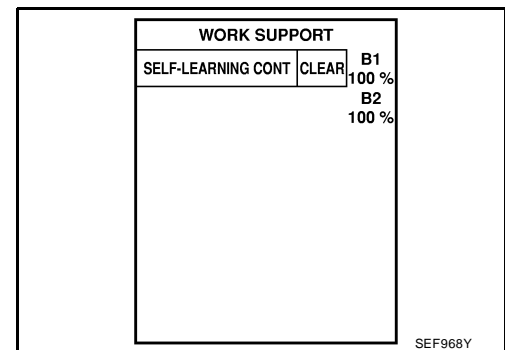 WORK SUPPORT
SELF-LEARNING CONT CLEAR B1
100 %
B2
100 %
SEF968Y